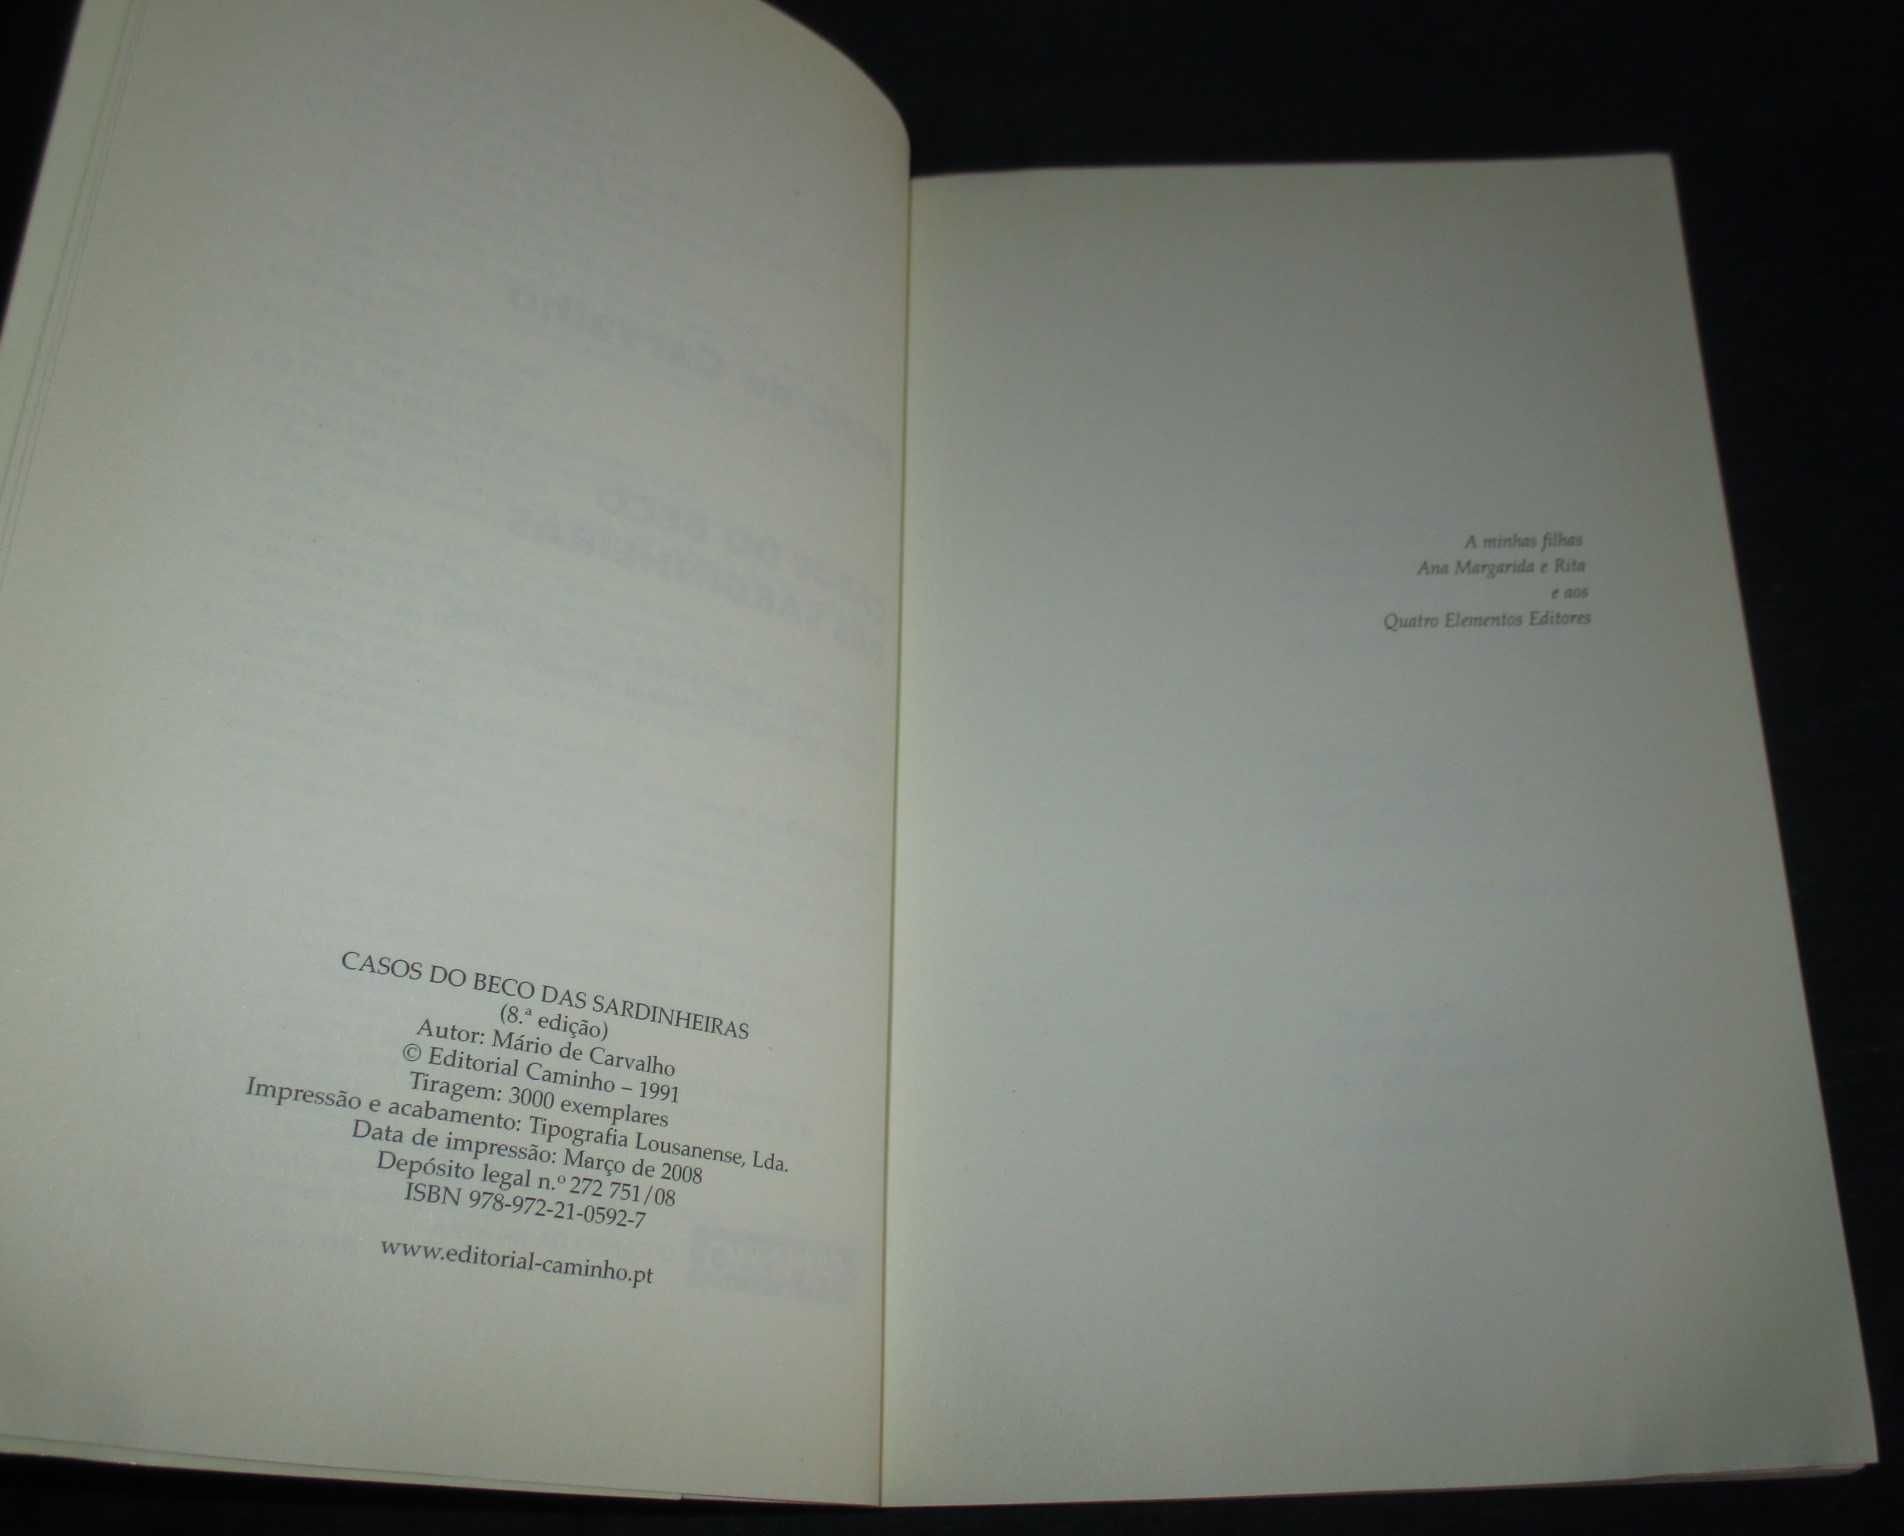 CASOS DO BECO DAS SARDINHEIRAS
(8.ª edição)
Autor: Mário de Carvalho
© Editorial Caminho – 1991
Tiragem: 3000 exemplares
Impressão e acabamento: Tipografia Lousanense, Lda.
Data de impressão: Março de 2008
Depósito legal n.º 272 751/08
ISBN 978-972-21-0592-7
www.editorial-caminho.pt
A minhas filhas
Ana Margarida e Rita
e aos
Quatro Elementos Editores